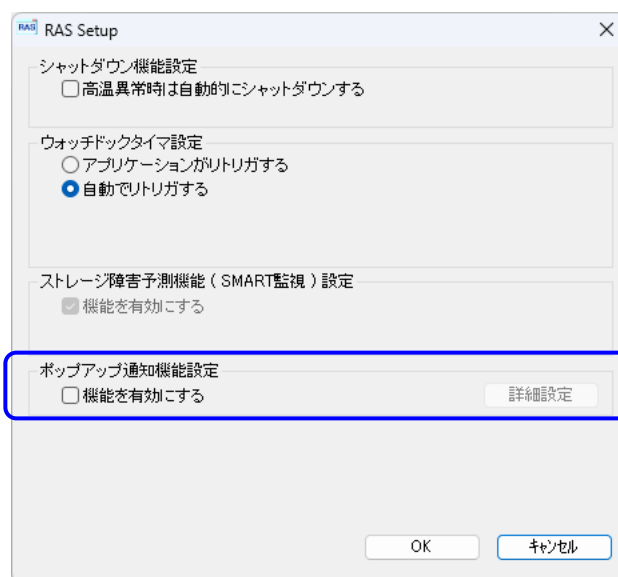 RAS RAS Setup
シャットダウン機能設定
高温異常時は自動的にシャットダウンする
ウォッチドックタイマ設定
アプリケーションがリトリガする
自動でリトリガする
ストレージ障害予測機能 ( SMART監視 ) 設定
機能を有効にする
ポップアップ通知機能設定
機能を有効にする 詳細設定
OK キャンセル